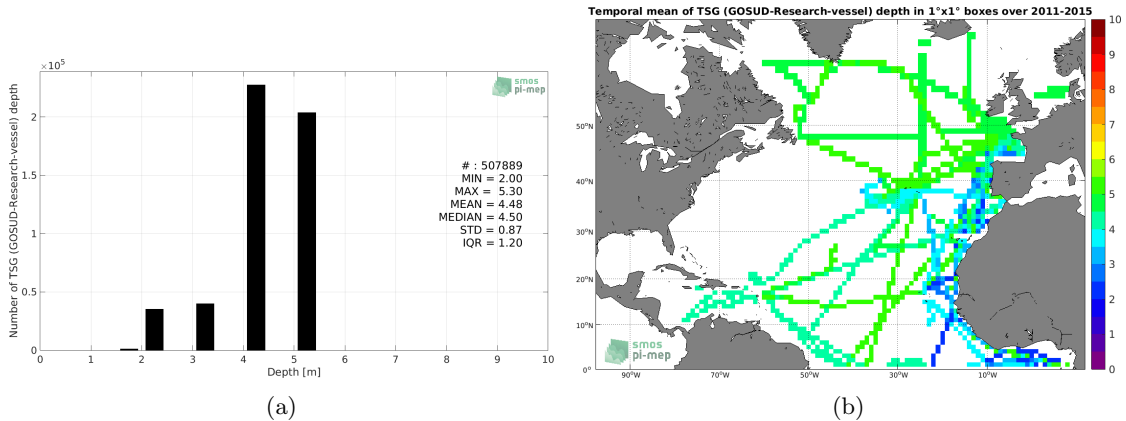 ×10⁵
2
1.5
1
0.5
0
Number of TSG (GOSUD-Research-vessel) depth
smos
pi-mep
# : 507889
MIN = 2.00
MAX = 5.30
MEAN = 4.48
MEDIAN = 4.50
STD = 0.87
IQR = 1.20
0 1 2 3 4 5 6 7 8 9 10
Depth [m]
(a)
Temporal mean of TSG (GOSUD-Research-vessel) depth in 1°x1° boxes over 2011-2015
50°N
40°N
30°N
20°N
10°N
0°
90°W 70°W 50°W 30°W 10°W
smos
pi-mep
10
9
8
7
6
5
4
3
2
1
0
(b)